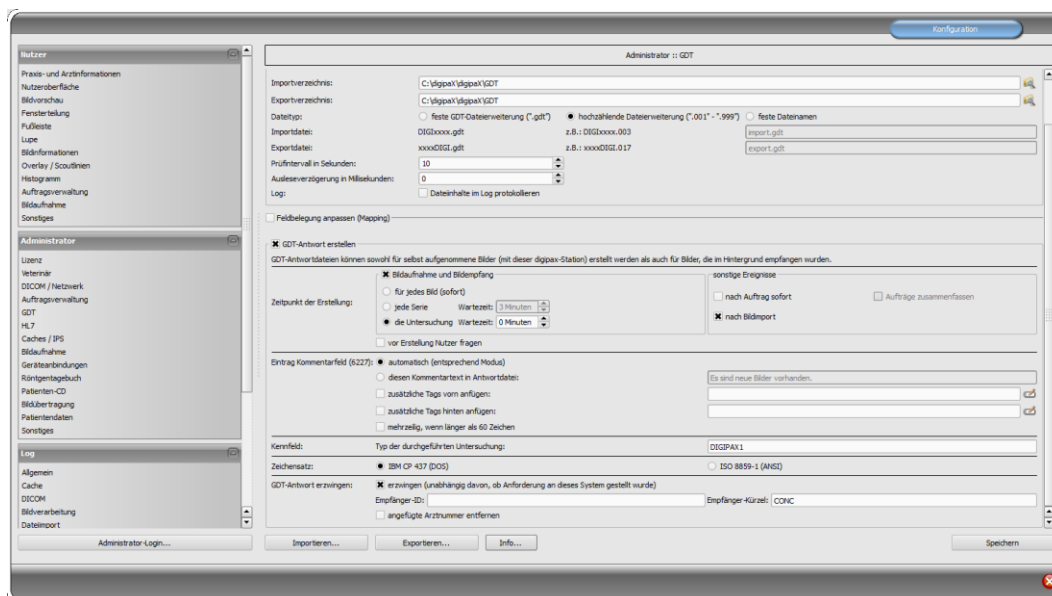 Konfiguration
Nutzer
Praxis- und Arztinformationen
Nutzeroberfläche
Bildvorschau
Fensterteilung
Fußleiste
Lupe
Bildinformationen
Overlay / Scoutlinien
Histogramm
Auftragsverwaltung
Bildaufnahme
Sonstiges
Administrator
Lizenz
Veterinär
DICOM / Netzwerk
Auftragsverwaltung
GDT
HL7
Caches / IPS
Bildaufnahme
Geräteanbindungen
Röntgentagebuch
Patienten-CD
Bildübertragung
Patientendaten
Sonstiges
Log
Allgemein
Cache
DICOM
Bildverarbeitung
Dateiimport
Administrator-Login...
Administrator :: GDT
Importverzeichnis: C:\digipaX\digipaX\GDT
Exportverzeichnis: C:\digipaX\digipaX\GDT
Dateityp: feste GDT-Dateierweiterung (".gdt") hochzählende Dateierweiterung (".001" - ".999") feste Dateinamen
Importdatei: DIGIxxxx.gdt z.B.: DIGIxxxx.003 import.gdt
Exportdatei: xxxxDIGI.gdt z.B.: xxxxDIGI.017 export.gdt
Prüfintervall in Sekunden: 10
Ausleseverzögerung in Millisekunden: 0
Log: Dateiinhalte im Log protokollieren
Feldbelegung anpassen (Mapping)
GDT-Antwort erstellen
GDT-Antwortdateien können sowohl für selbst aufgenommene Bilder (mit dieser digipax-Station) erstellt werden als auch für Bilder, die im Hintergrund empfangen wurden.
Bildaufnahme und Bildempfang sonstige Ereignisse
für jedes Bild (sofort) nach Auftrag sofort Aufträge zusammenfassen
Zeitpunkt der Erstellung: jede Serie Wartezeit: 3 Minuten
die Untersuchung Wartezeit: 0 Minuten nach Bildimport
vor Erstellung Nutzer fragen
Eintrag Kommentarfeld (6227): automatisch (entsprechend Modus)
diesen Kommentartext in Antwortdatei: Es sind neue Bilder vorhanden.
zusätzliche Tags vorn anfügen:
zusätzliche Tags hinten anfügen:
mehrzeilig, wenn länger als 60 Zeichen
Kennfeld: Typ der durchgeführten Untersuchung: DIGIPAX1
Zeichensatz: IBM CP 437 (DOS) ISO 8859-1 (ANSI)
GDT-Antwort erzwingen: erzwingen (unabhängig davon, ob Anforderung an dieses System gestellt wurde)
Empfänger-ID: Empfänger-Kürzel: CONC
angefügte Arztnummer entfernen
Importieren... Exportieren... Info... Speichern